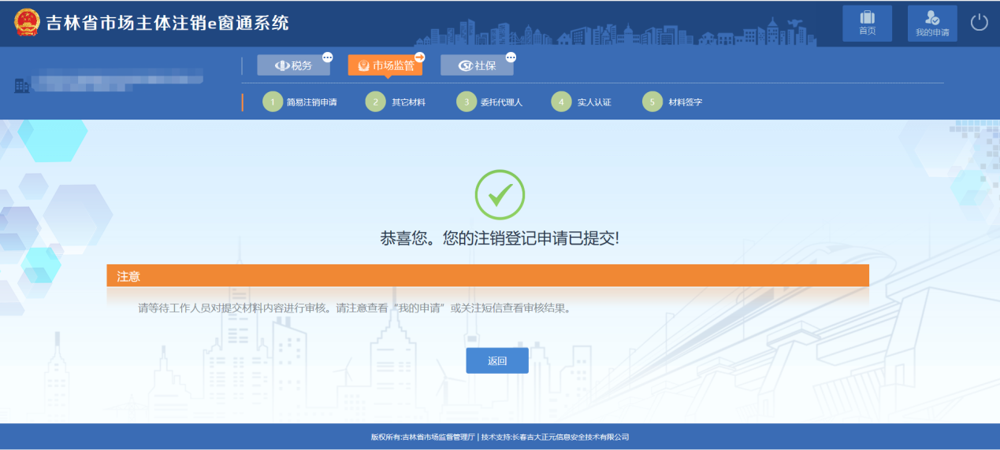 吉林省市场主体注销e窗通系统
首页
我的申请
税务
市场监管
社保
1 简易注销申请
2 其它材料
3 委托代理人
4 实人认证
5 材料签字
恭喜您。您的注销登记申请已提交!
注意
请等待工作人员对提交材料内容进行审核。请注意查看“我的申请”或关注短信查看审核结果。
返回
版权所有:吉林省市场监督管理厅 | 技术支持:长春吉大正元信息安全技术有限公司